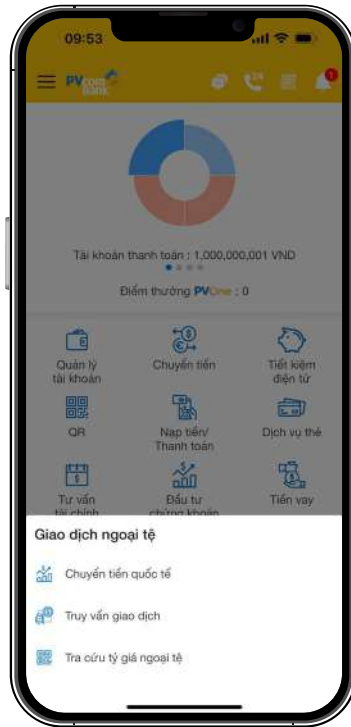 09:53
PVcom
Bank
24
1
Tài khoản thanh toán : 1,000,000,001 VND
Điểm thưởng PVOne : 0
Quản lý
tài khoản
Chuyển tiền
Tiết kiệm
điện tử
QR
Nạp tiền/
Thanh toán
Dịch vụ thẻ
Tư vấn
tài chính
Đầu tư
chứng khoán
Tiền vay
Giao dịch ngoại tệ
Chuyển tiền quốc tế
Truy vấn giao dịch
Tra cứu tỷ giá ngoại tệ